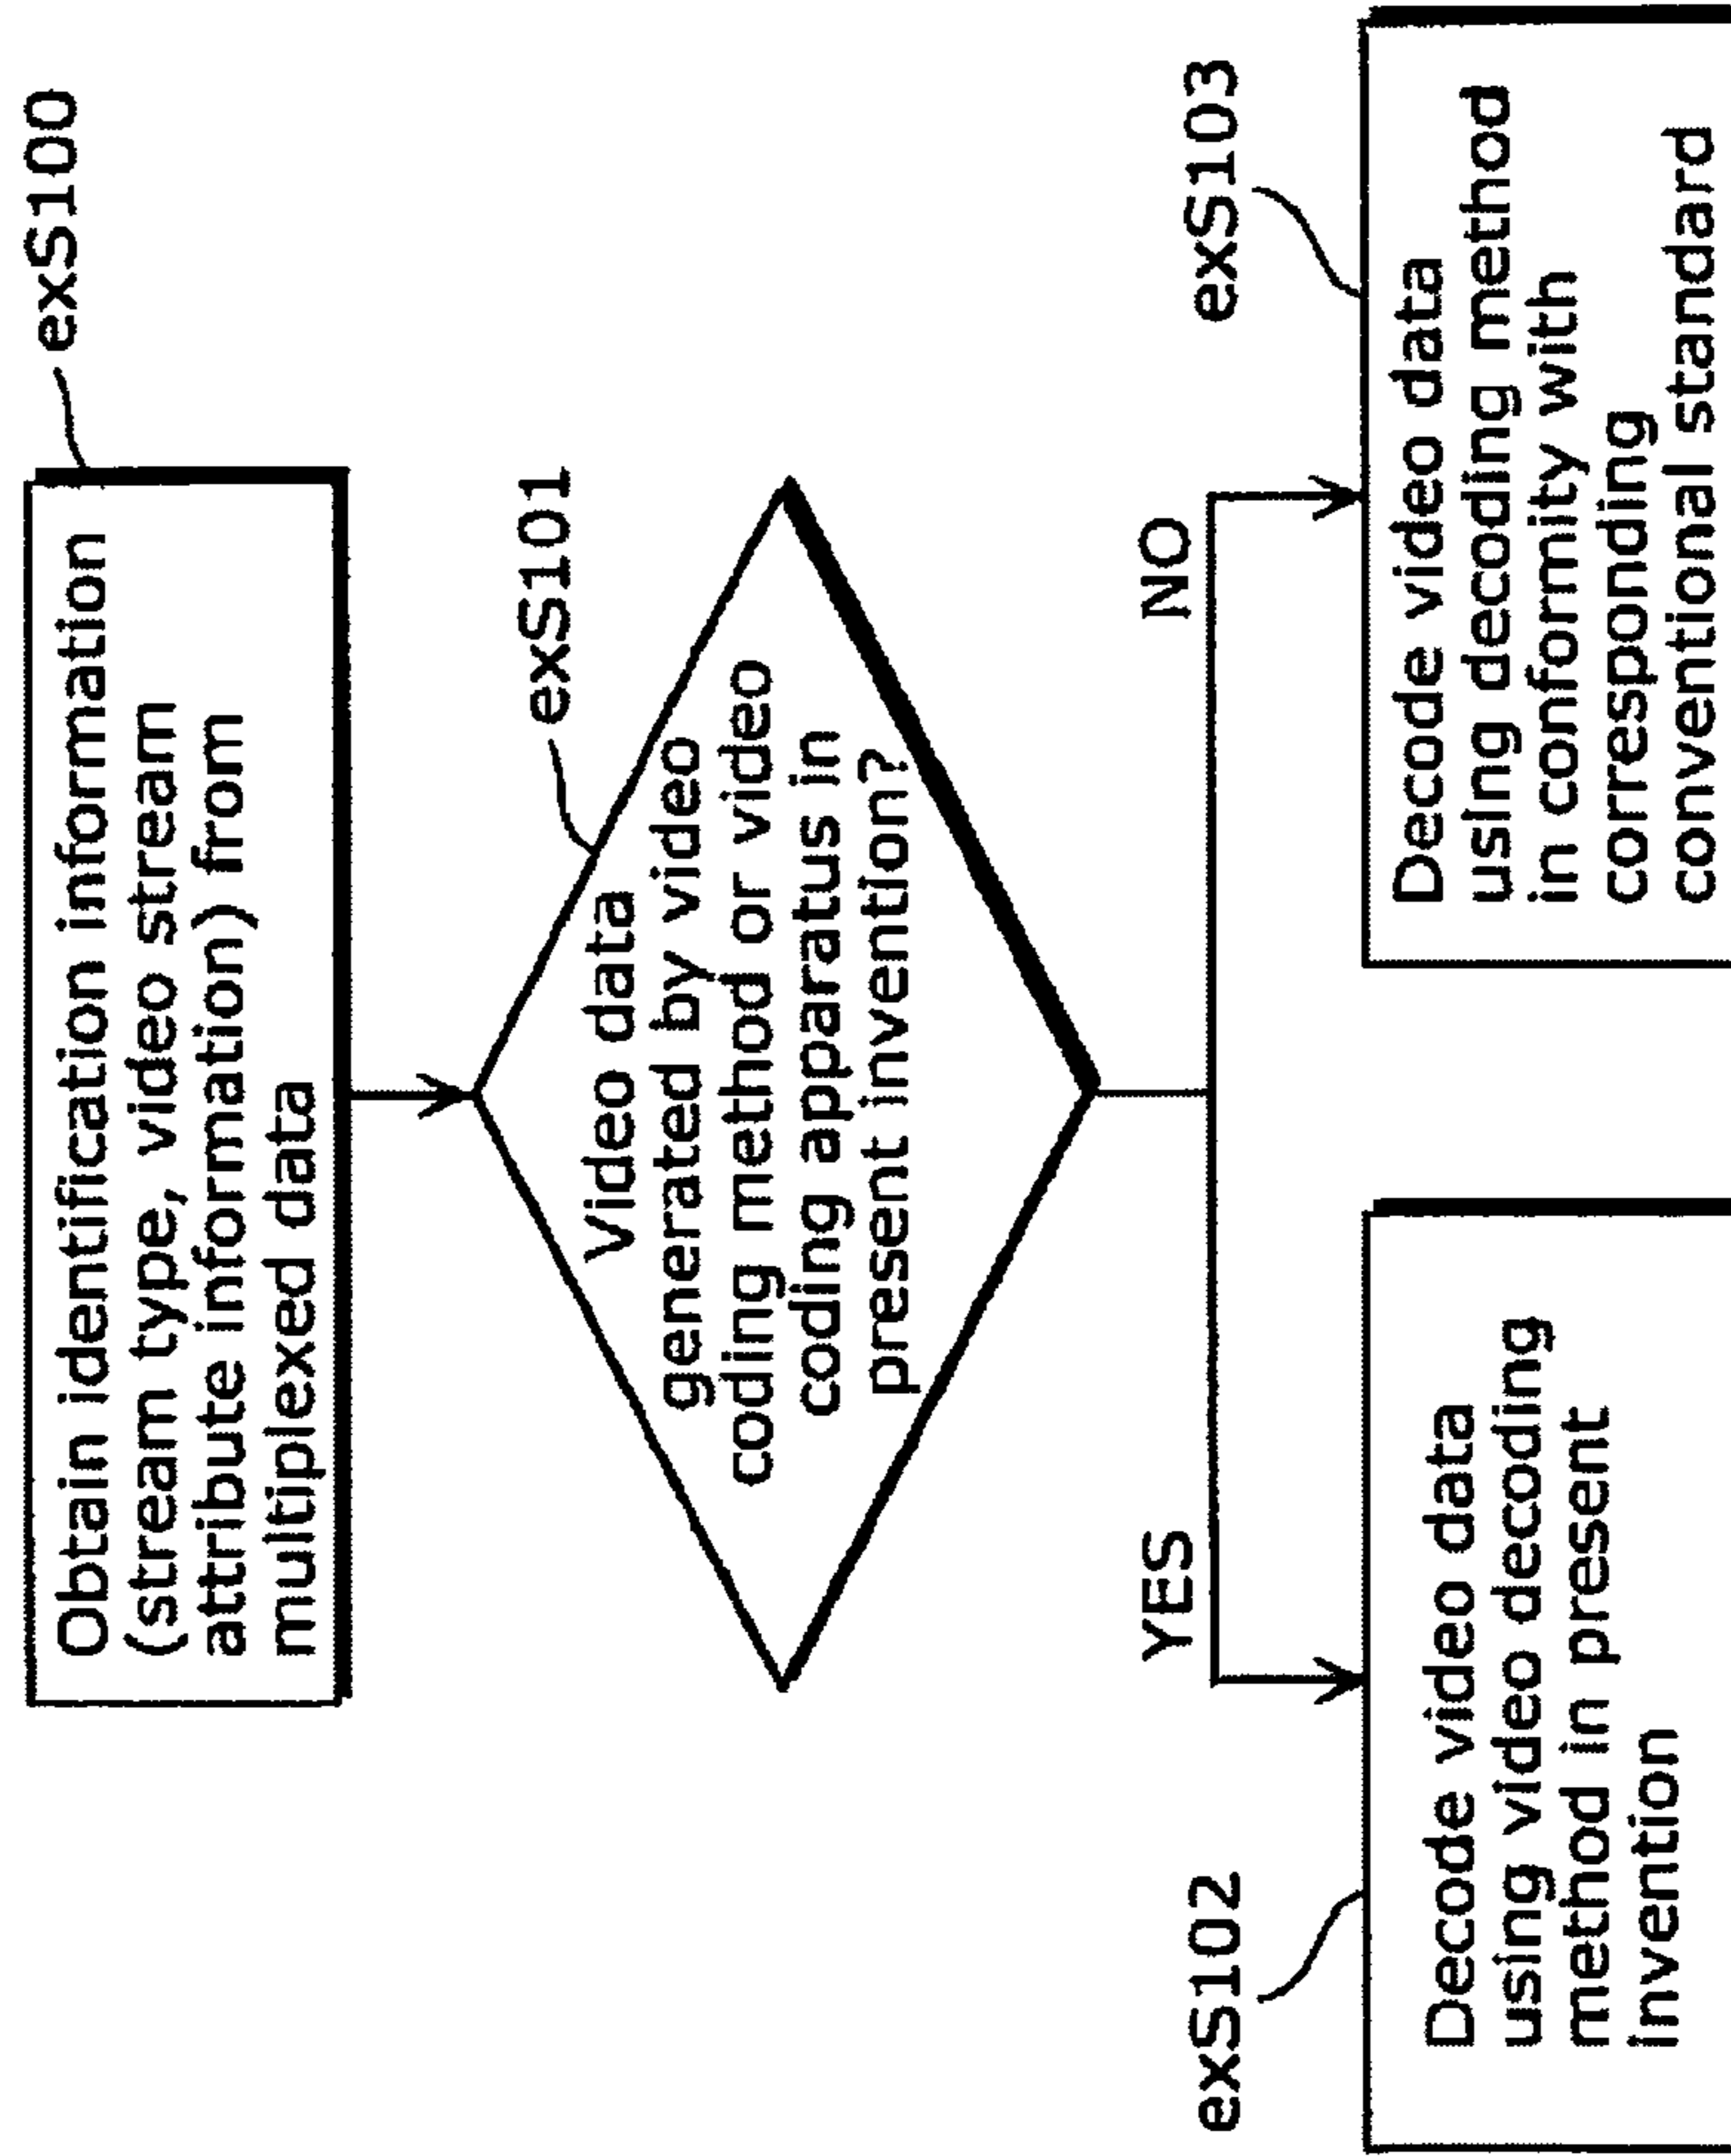 exS100
Obtain identification information
(stream type, video stream
attribute information) from
multiplexed data
exS101
Video data
generated by video
coding method or video
coding apparatus in
present invention?
YES
NO
exS102
Decode video data
using video decoding
method in present
invention
exS103
Decode video data
using decoding method
in conformity with
corresponding
conventional standard